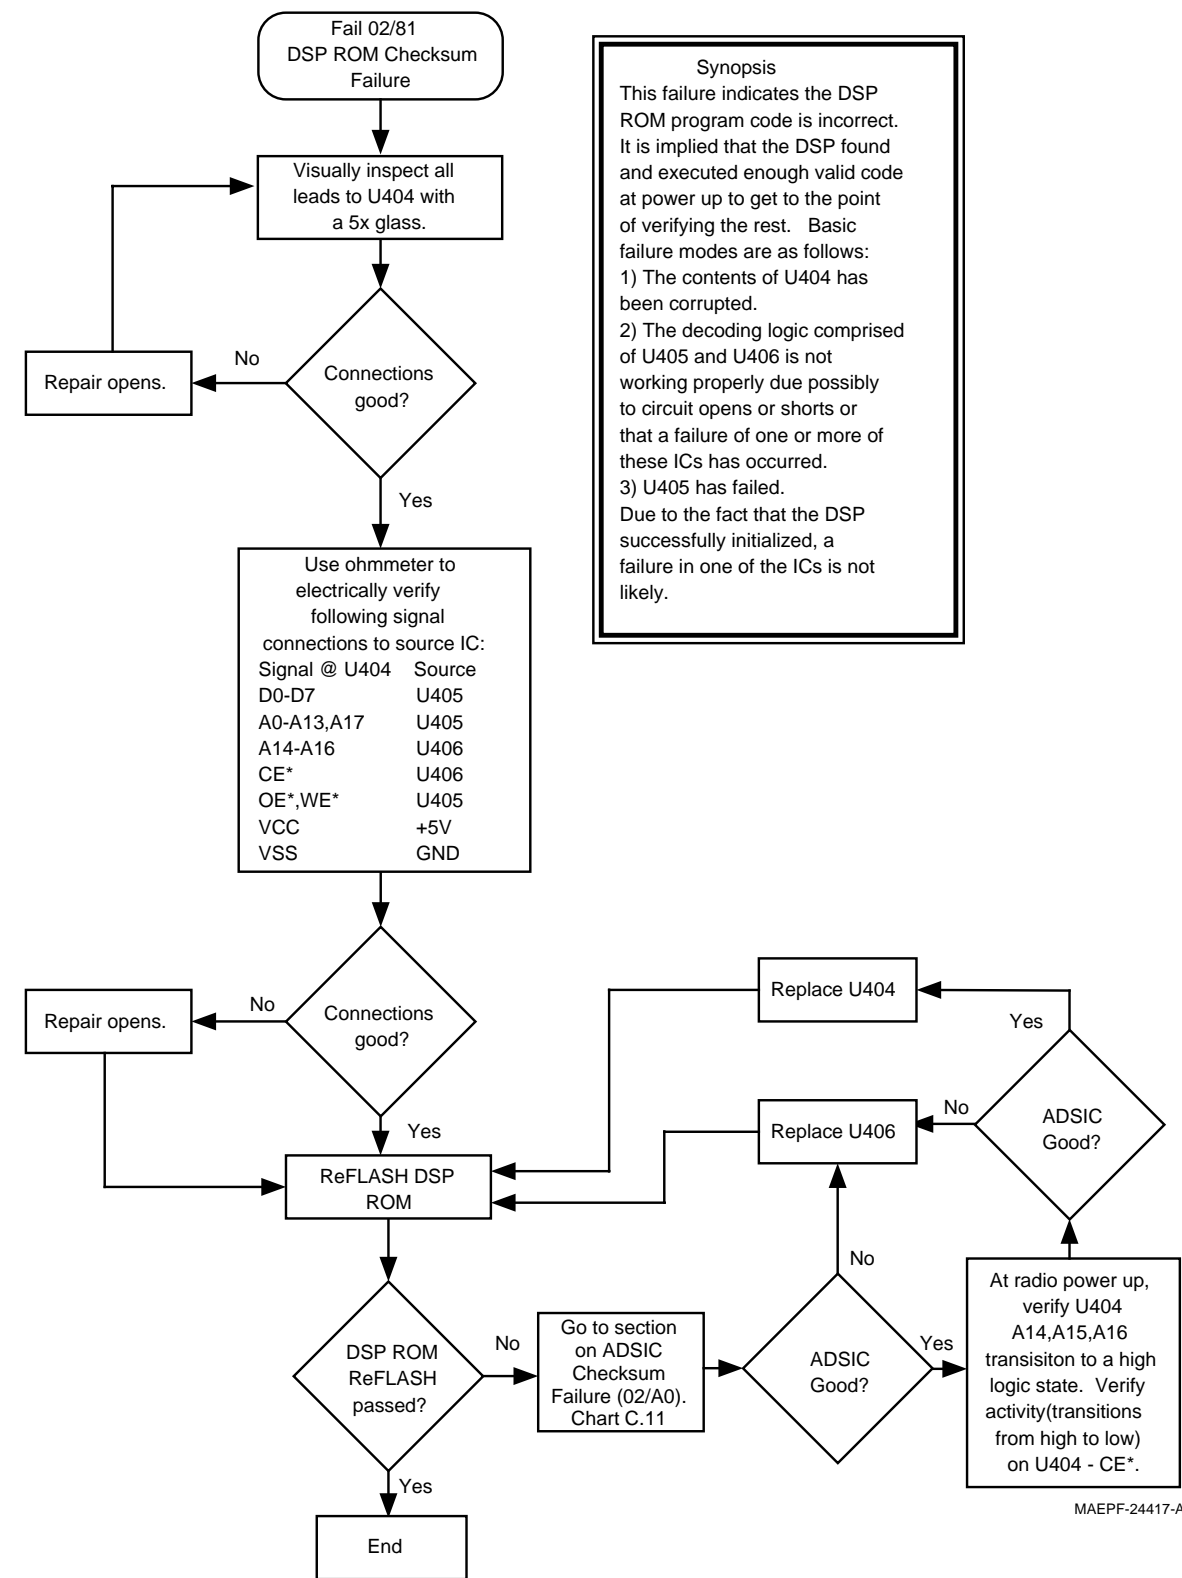 Fail 02/81
DSP ROM Checksum
Failure
Synopsis
This failure indicates the DSP
ROM program code is incorrect.
It is implied that the DSP found
and executed enough valid code
at power up to get to the point
of verifying the rest. Basic
failure modes are as follows:
1) The contents of U404 has
been corrupted.
2) The decoding logic comprised
of U405 and U406 is not
working properly due possibly
to circuit opens or shorts or
that a failure of one or more of
these ICs has occurred.
3) U405 has failed.
Due to the fact that the DSP
successfully initialized, a
failure in one of the ICs is not
likely.
Visually inspect all
leads to U404 with
a 5x glass.
Connections
good?
No
Repair opens.
Yes
Use ohmmeter to
electrically verify
following signal
connections to source IC:
Signal @ U404 Source
D0-D7 U405
A0-A13,A17 U405
A14-A16 U406
CE* U406
OE*,WE* U405
VCC +5V
VSS GND
Connections
good?
No
Repair opens.
Yes
ReFLASH DSP
ROM
DSP ROM
ReFLASH
passed?
No
Go to section
on ADSIC
Checksum
Failure (02/A0).
Chart C.11
ADSIC
Good?
No
Replace U406
Yes
At radio power up,
verify U404
A14,A15,A16
transisiton to a high
logic state. Verify
activity(transitions
from high to low)
on U404 - CE*.
ADSIC
Good?
No
Yes
Replace U404
Yes
End
MAEPF-24417-A